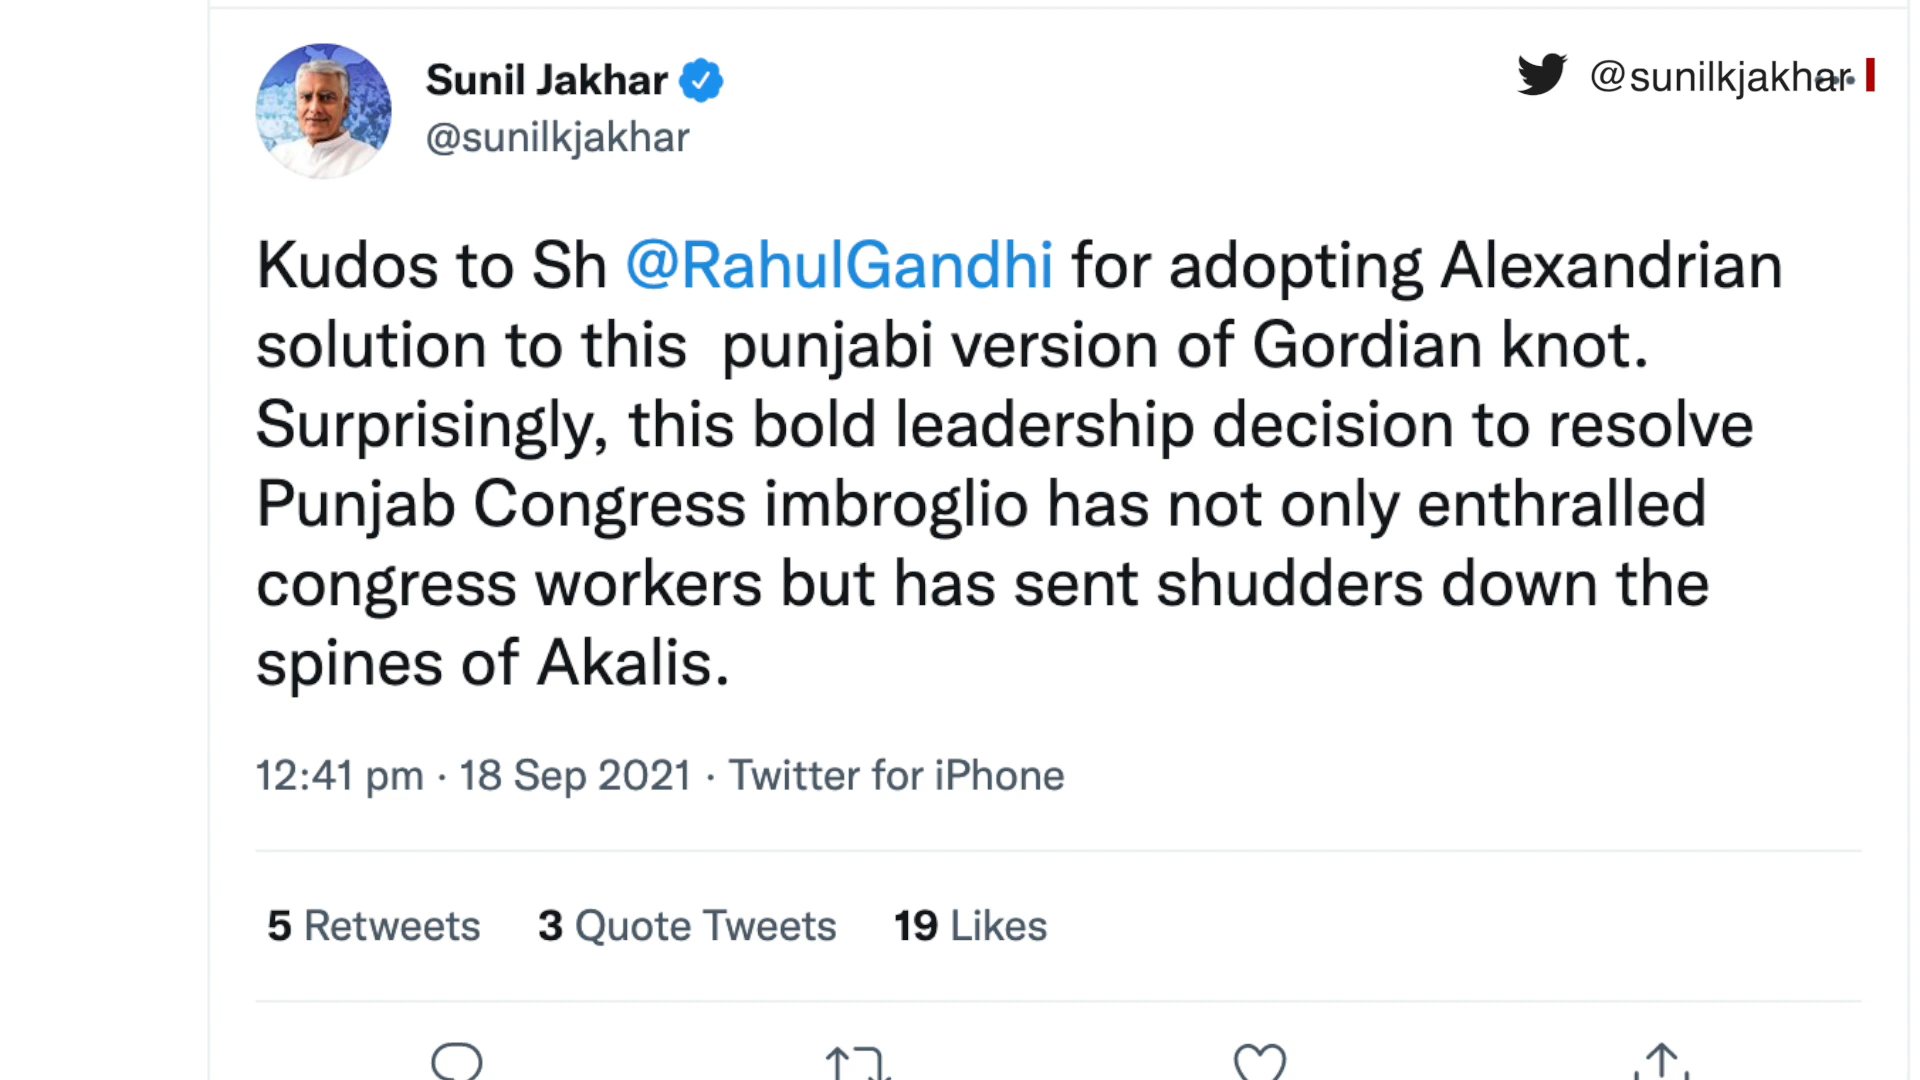 Sunil Jakhar
@sunilkjakhar
@sunilkjakhar
Kudos to Sh @RahulGandhi for adopting Alexandrian
solution to this  punjabi version of Gordian knot.
Surprisingly, this bold leadership decision to resolve
Punjab Congress imbroglio has not only enthralled
congress workers but has sent shudders down the
spines of Akalis.
12:41 pm · 18 Sep 2021 · Twitter for iPhone
5 Retweets 3 Quote Tweets 19 Likes